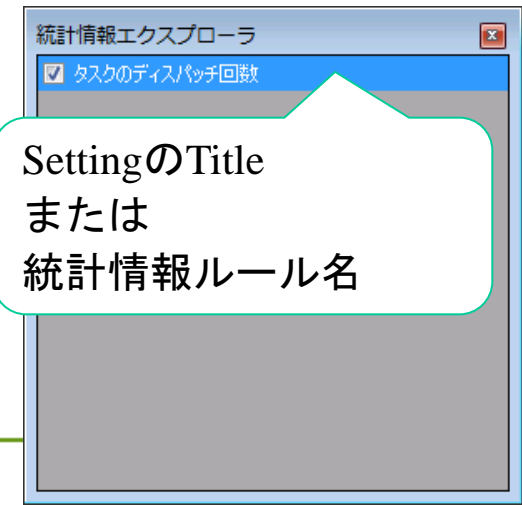 統計情報エクスプローラ
タスクのディスパッチ回数
SettingのTitle
または
統計情報ルール名